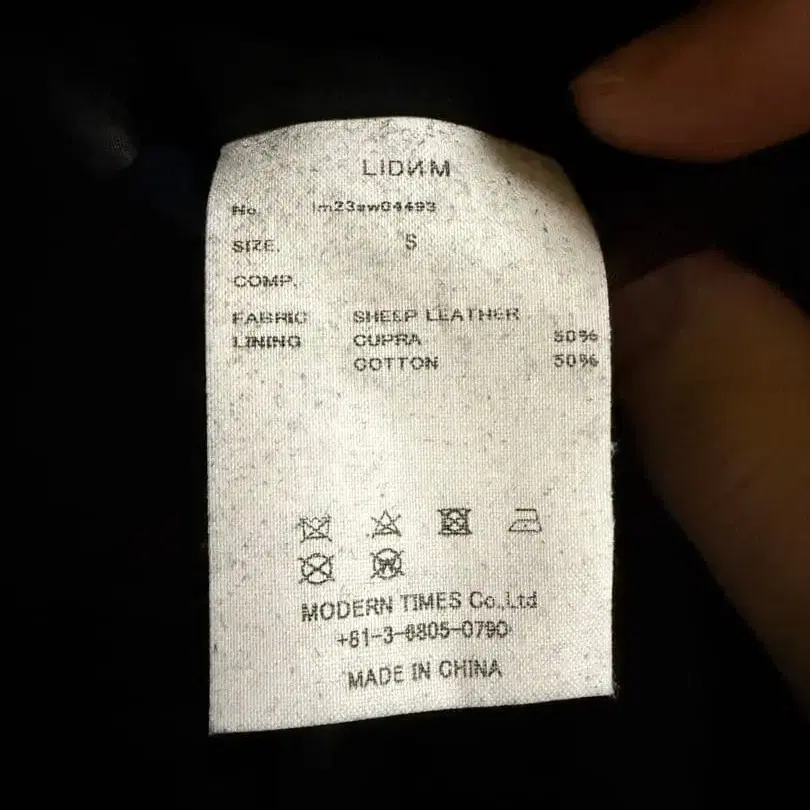 LIDИM
No. lm23aw04493
SIZE. S
COMP.
FABRIC SHEEP LEATHER
LINING CUPRA 50%
COTTON 50%
MODERN TIMES Co.,Ltd
+81-3-6805-0790
MADE IN CHINA